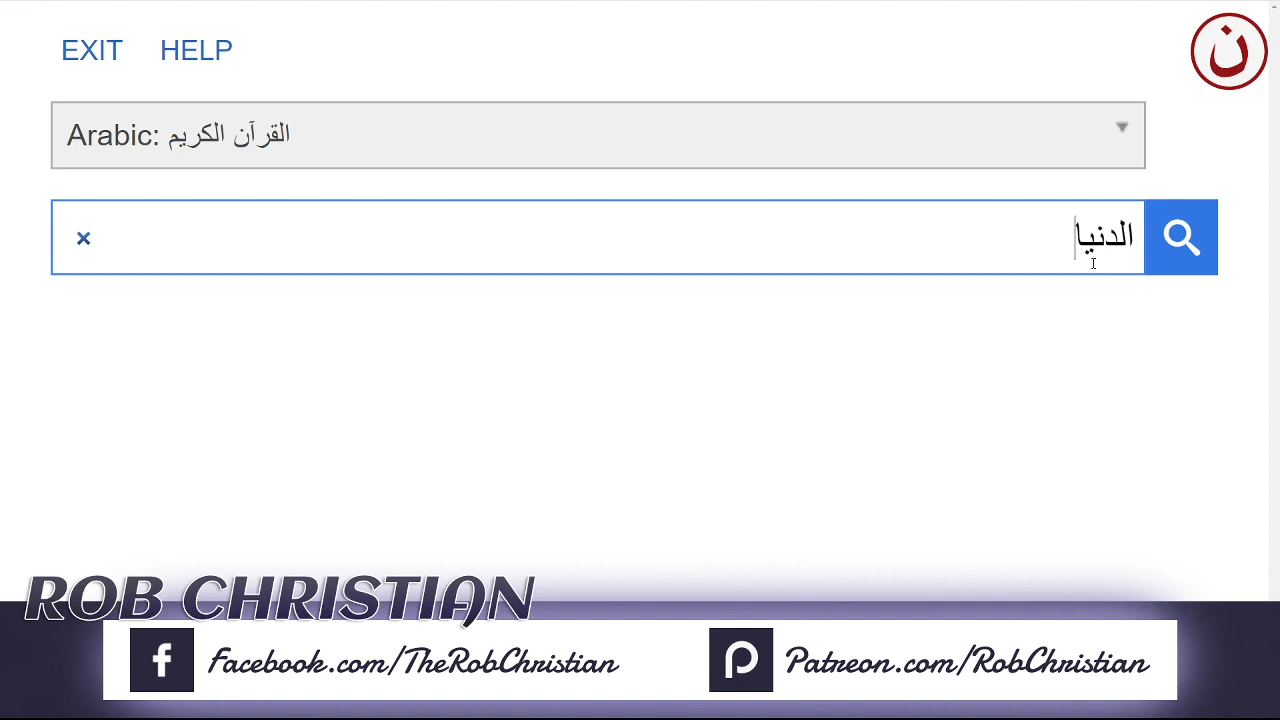 EXIT HELP
ن
Arabic: القرآن الكريم
الدنيا
ROB CHRISTIAN
Facebook.com/TheRobChristian
Patreon.com/RobChristian